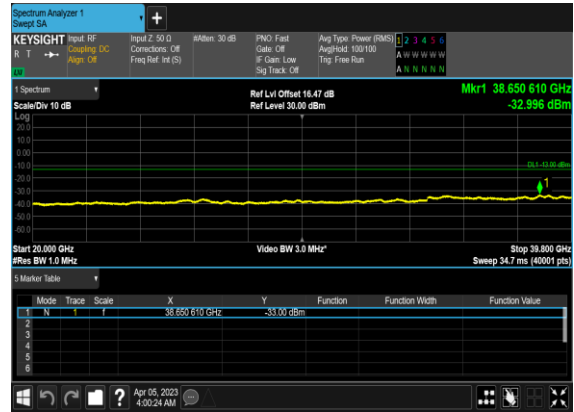 Spectrum Analyzer 1
Swept SA
+
KEYSIGHT Input: RF Input Z: 50 Ω #Atten: 30 dB PNO: Fast Avg Type: Power (RMS) 1 2 3 4 5 6
R T Coupling: DC Corrections: Off Gate: Off Avg|Hold: 100/100 A W W W W W
Align: Off Freq Ref: Int (S) IF Gain: Low Trig: Free Run
Sig Track: Off A N N N N N
LXI
1 Spectrum Ref Lvl Offset 16.47 dB Mkr1 38.650 610 GHz
Scale/Div 10 dB Ref Level 30.00 dBm -32.996 dBm
Log
20.0
10.0
0.00
-10.0 DL1 -13.00 dBm
-20.0
-30.0 1
-40.0
-50.0
-60.0
Start 20.000 GHz Video BW 3.0 MHz* Stop 39.800 GHz
#Res BW 1.0 MHz Sweep 34.7 ms (40001 pts)
5 Marker Table
Mode Trace Scale X Y Function Function Width Function Value
1 N 1 f 38.650 610 GHz -33.00 dBm
2
3
4
5
6
? Apr 05, 2023
4:00:24 AM